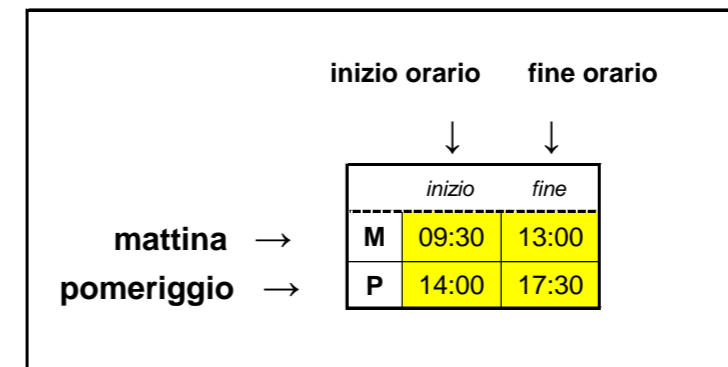 inizio orario fine orario
↓ ↓
inizio fine
mattina → M 09:30 13:00
pomeriggio → P 14:00 17:30